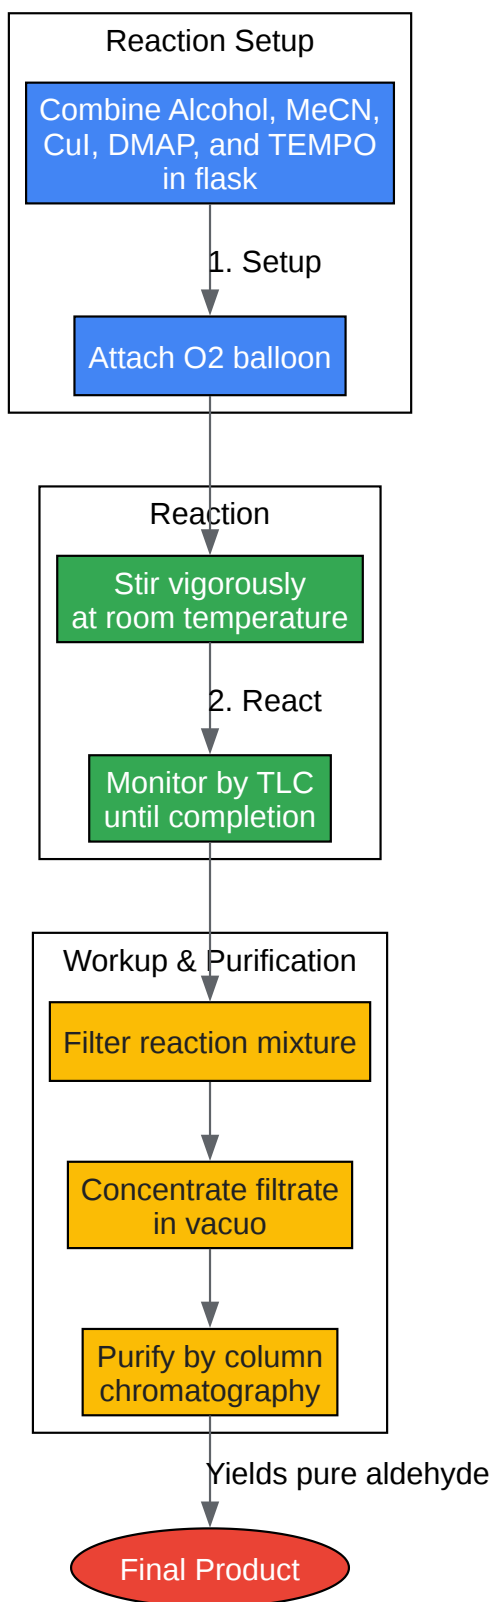 Reaction Setup
Combine Alcohol, MeCN,
CuI, DMAP, and TEMPO
in flask
1. Setup
Attach O2 balloon
Reaction
Stir vigorously
at room temperature
2. React
Monitor by TLC
until completion
Workup & Purification
Filter reaction mixture
Concentrate filtrate
in vacuo
Purify by column
chromatography
Yields pure aldehyde
Final Product